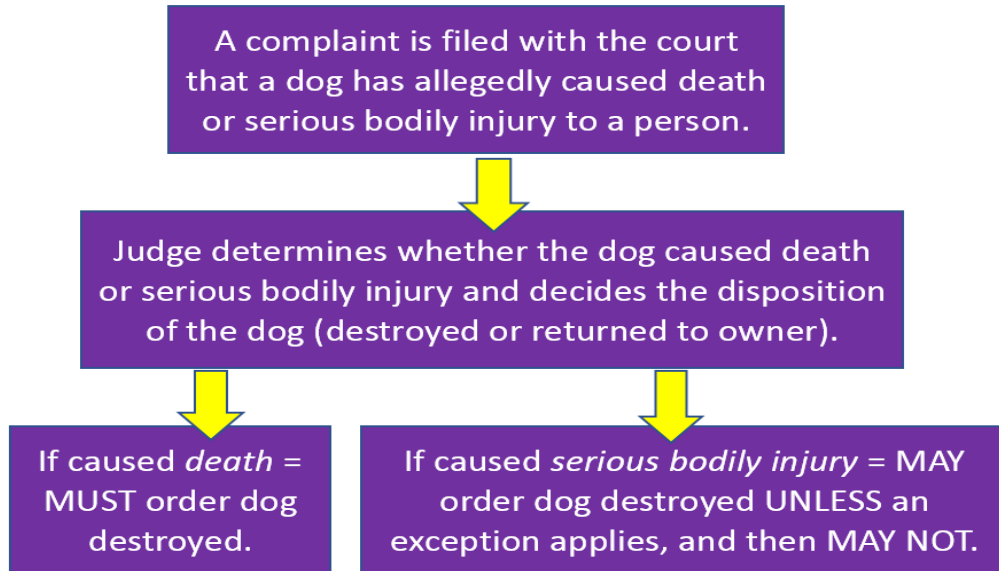 A complaint is filed with the court
that a dog has allegedly caused death
or serious bodily injury to a person.
Judge determines whether the dog caused death
or serious bodily injury and decides the disposition
of the dog (destroyed or returned to owner).
If caused death =
MUST order dog
destroyed.
If caused serious bodily injury = MAY
order dog destroyed UNLESS an
exception applies, and then MAY NOT.